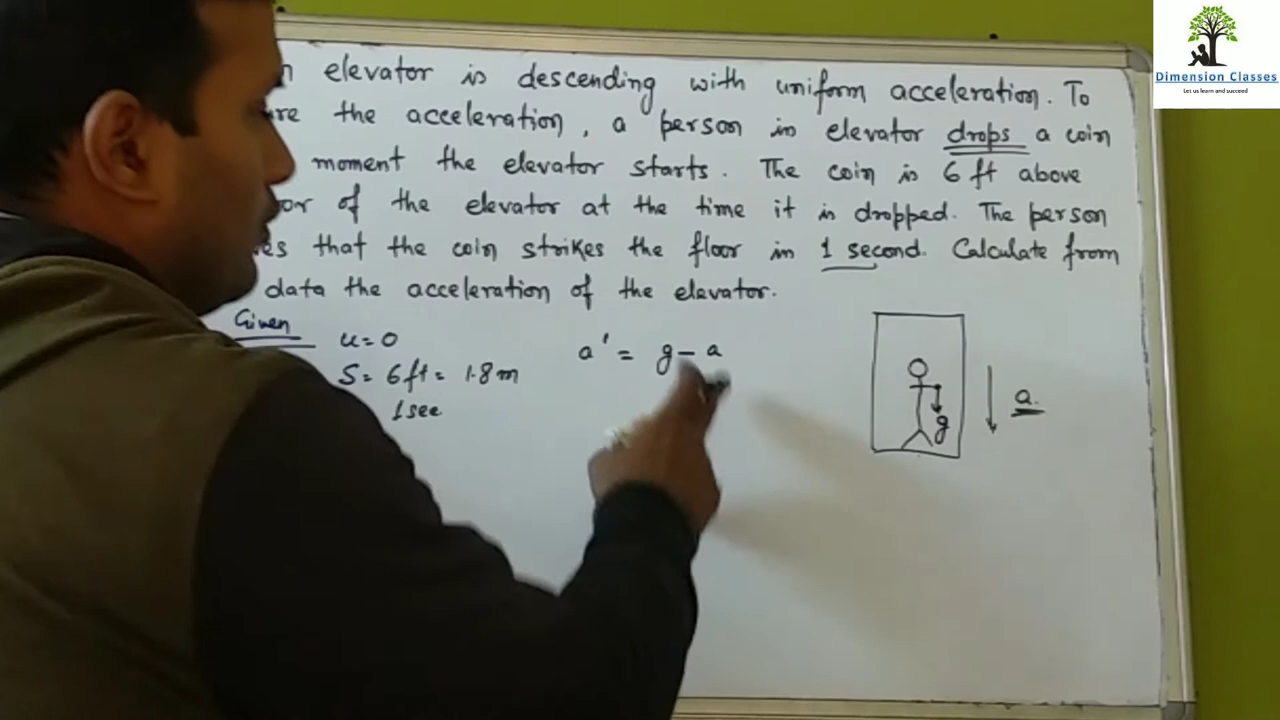 Dimension Classes
Let us learn and succeed
elevator is descending with uniform acceleration. To
the acceleration, a person in elevator drops a coin
moment the elevator starts. The coin is 6 ft above
of the elevator at the time it is dropped. The person
that the coin strikes the floor in 1 second. Calculate from
data the acceleration of the elevator.
Given
u = 0
a' = g - a
S = 6 ft = 1.8 m
1 sec
a.
g